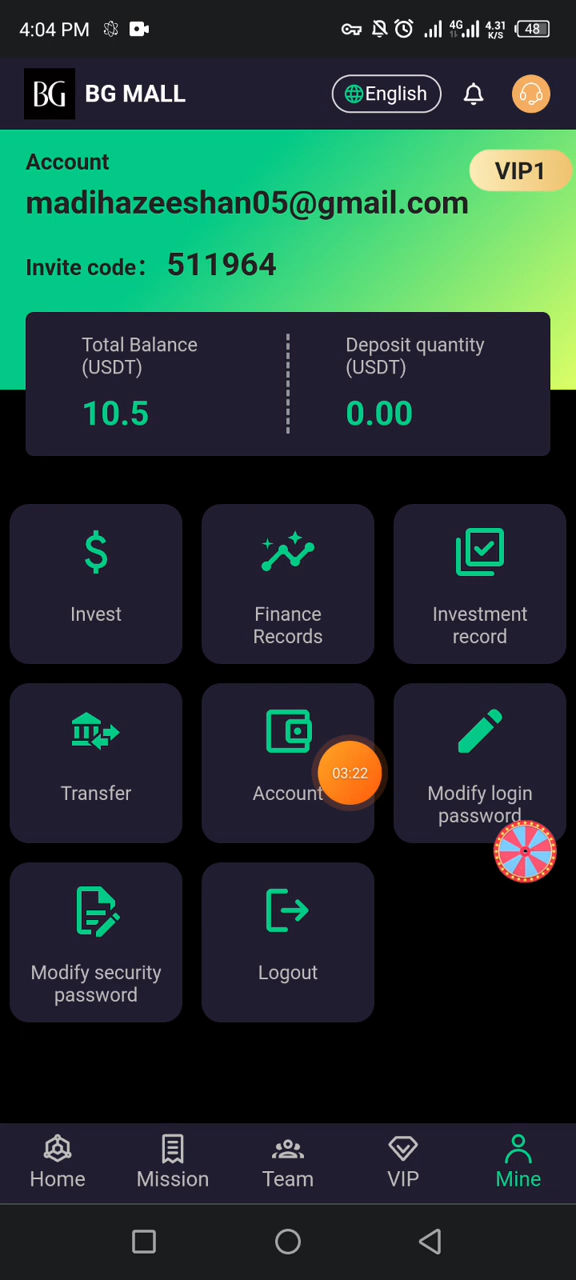 4:04 PM 4G 4.31 K/S 48
BG BG MALL English
Account
VIP1
madihazeeshan05@gmail.com
Invite code： 511964
Total Balance
(USDT)
10.5
Deposit quantity
(USDT)
0.00
Invest
Finance
Records
Investment
record
Transfer
Account
03:22
Modify login
password
Modify security
password
Logout
Home
Mission
Team
VIP
Mine